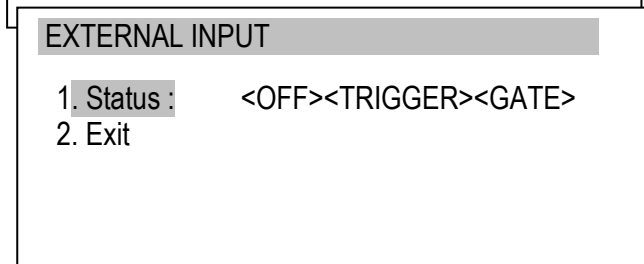 EXTERNAL INPUT
1. Status : <OFF><TRIGGER><GATE>
2. Exit